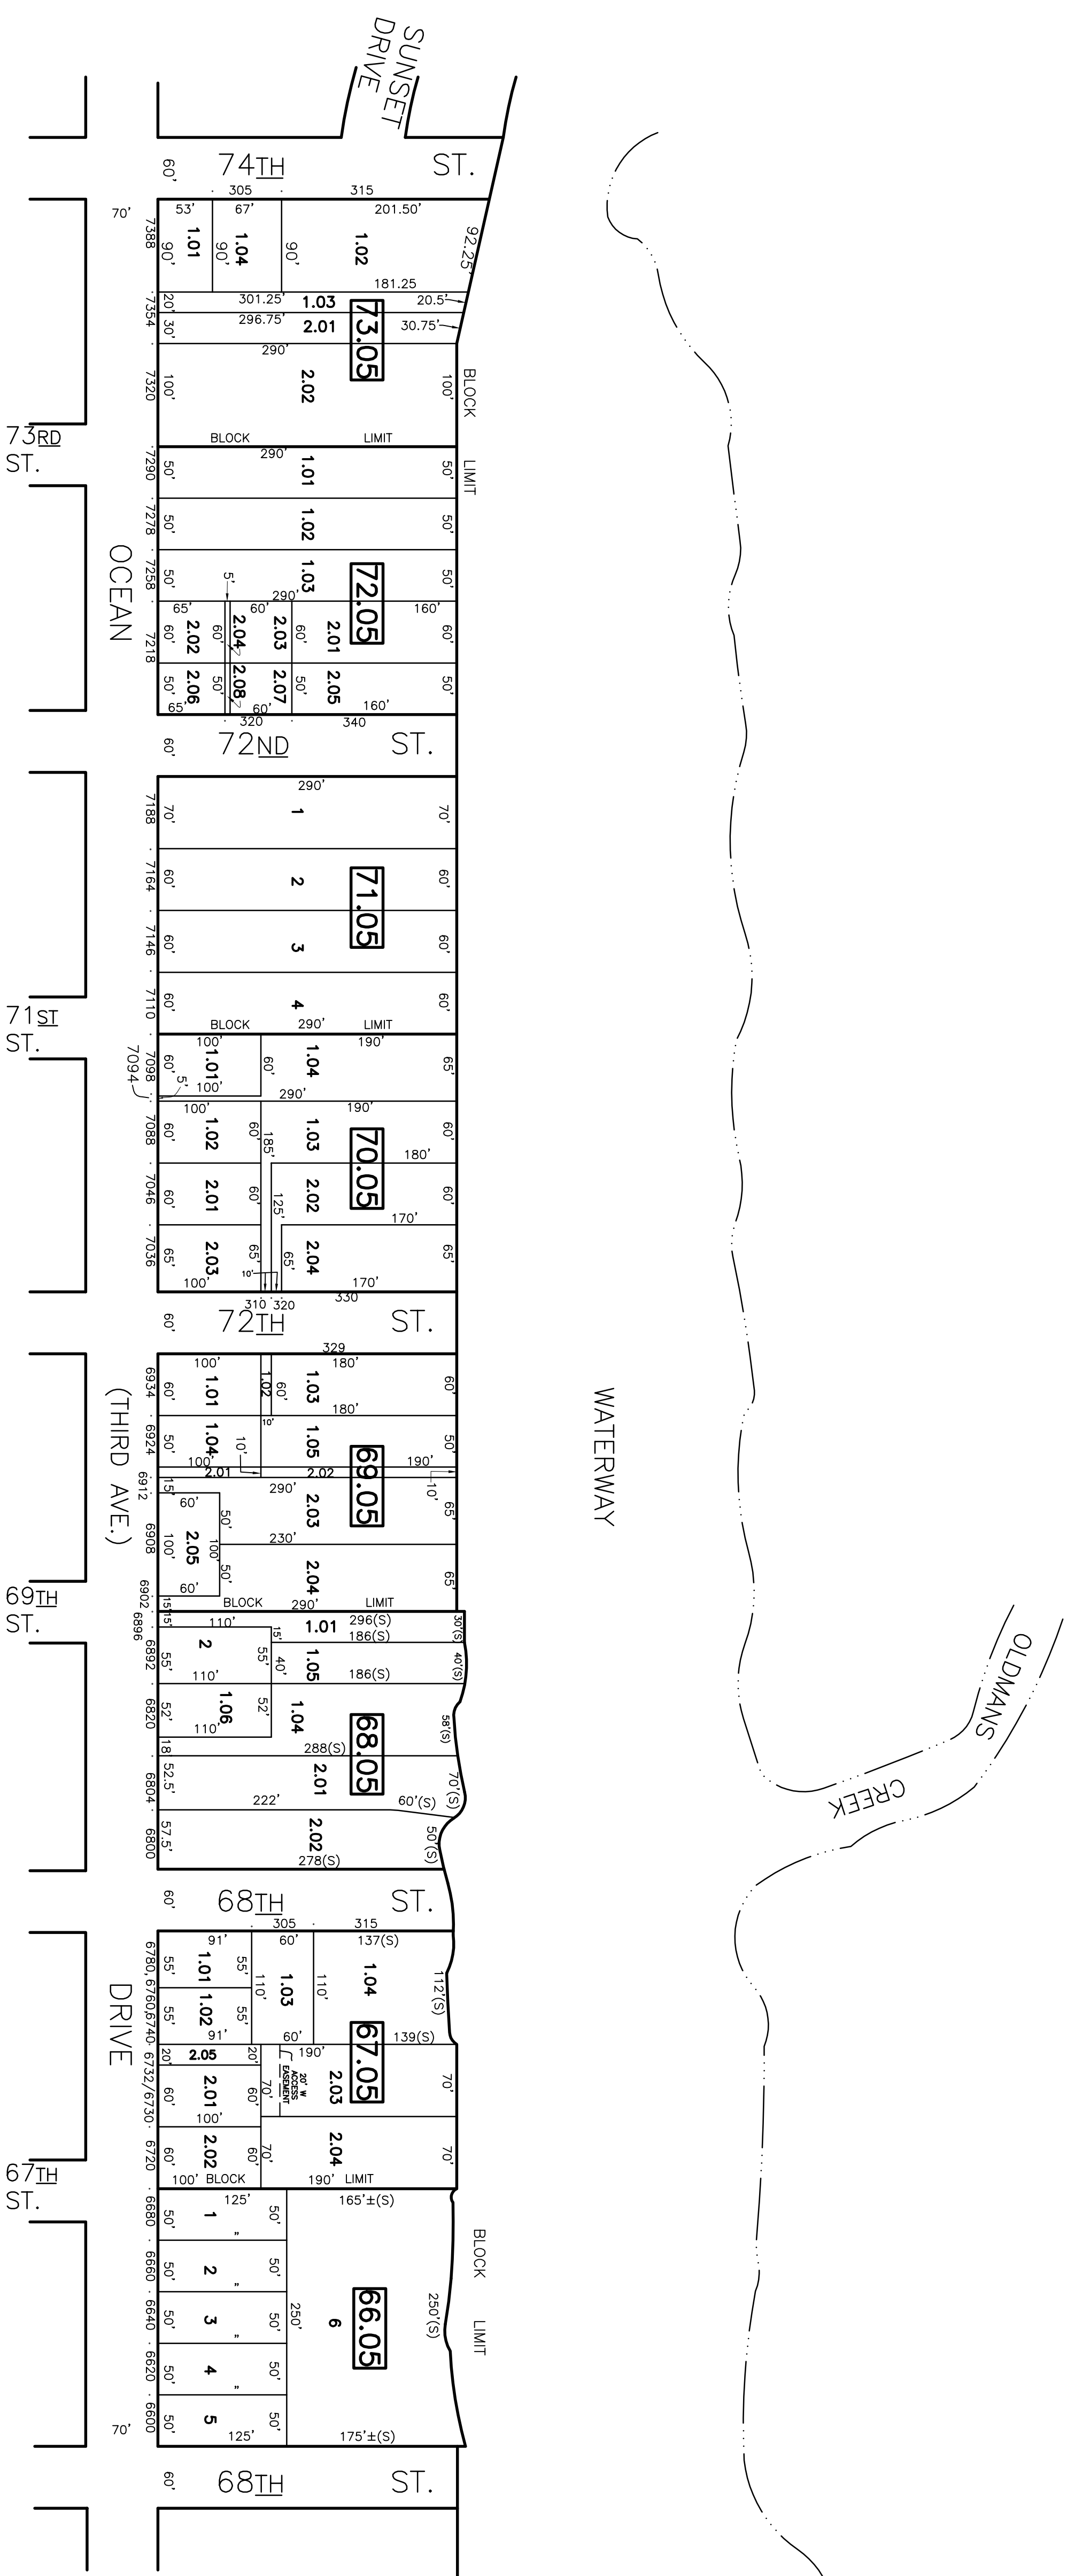 SUNSET
DRIVE
74TH ST.
60'
305 315
70'
53' 67' 201.50'
7388 90' 1.01 90' 1.04 90' 1.02 92.25'
181.25
20' 301.25' 1.03 20.5'
7354 73.05
30' 296.75' 2.01 30.75'
290'
7320 100' 2.02 100' BLOCK
73RD
ST.
BLOCK LIMIT
290'
7290 50' 1.01 50' LIMIT
7278 50' 1.02 50'
7258 50' 1.03 50'
OCEAN
72.05
5' 290'
65' 60' 160'
7218 60' 2.02 60' 2.04 2.03 60' 2.01 60'
50' 2.06 50' 2.08 2.07 50' 2.05 50'
65' 60' 160'
320 340
60' 72ND ST.
290'
7188 70' 1 70'
7164 60' 2 60'
71.05
7146 60' 3 60'
7110 60' 4 60'
71ST
ST.
BLOCK 290' LIMIT
100' 190'
7098 60' 1.01 60' 1.04 65'
7094 5' 100' 290'
100' 190'
7088 60' 1.02 60' 185' 1.03 60'
70.05
180'
7046 60' 2.01 60' 125' 2.02 60'
170'
7036 65' 2.03 65' 65' 2.04 65'
10'
100' 170'
310 320 330
60' 72TH ST.
329
100' 180'
6934 60' 1.01 1.02 60' 1.03 60'
180'
10'
6924 50' 1.04 10' 1.05 50'
(THIRD AVE.)
WATERWAY
69.05
100' 190'
2.01 2.02 10'
6912 15' 290' 2.03 65'
60' 50'
6908 100' 2.05 100' 230'
50' 2.04 65'
60'
6902 15'
69TH
ST.
BLOCK 290' LIMIT
6896 15' 110' 1.01 296(S) 30'(S)
15' 186(S)
6892 55' 2 55' 40' 1.05 40'(S)
110' 186(S)
6820 52' 1.06 52' 1.04 58'(S)
110'
68.05
18' 288(S)
6804 52.5' 2.01 70'(S)
222' 60'(S)
6800 57.5' 2.02 50'(S)
278(S)
OLDMANS
CREEK
60' 68TH ST.
305 315
91' 60' 137(S)
6780,6760,6740 55' 1.01 55' 110' 1.03 110' 1.04 112'(S)
55' 1.02 55'
DRIVE
91' 60' 139(S)
67.05
20' 2.05 20' 190'
6732/6730 60' 2.01 60' 70' 2.03 70'
20' W
ACCESS
EASEMENT
100'
6720 60' 2.02 60' 70' 2.04 70'
67TH
ST.
100' BLOCK 190' LIMIT
125' 165'±(S)
6680 50' 1 50'
"
BLOCK
6660 50' 2 50'
"
66.05
6640 50' 3 50' 250' 6 250'(S) LIMIT
"
6620 50' 4 50'
"
6600 50' 5 50'
70'
125' 175'±(S)
60' 68TH ST.